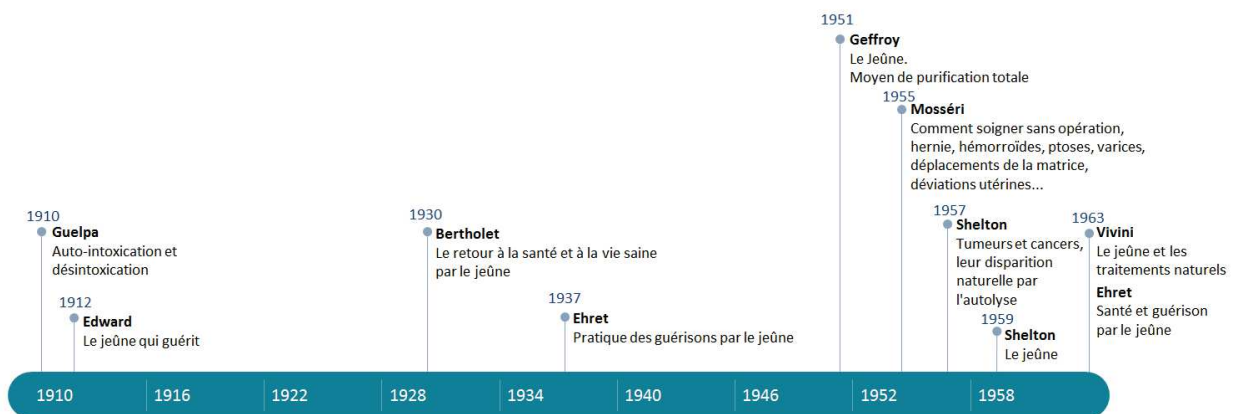 1910
Guelpa
Auto-intoxication et
désintoxication
1912
Edward
Le jeûne qui guérit
1930
Bertholet
Le retour à la santé et à la vie saine
par le jeûne
1937
Ehret
Pratique des guérisons par le jeûne
1951
Geffroy
Le Jeûne.
Moyen de purification totale
1955
Mosséri
Comment soigner sans opération,
hernie, hémorroïdes, ptoses, varices,
déplacements de la matrice,
déviations utérines...
1957
Shelton
Tumeurs et cancers,
leur disparition
naturelle par
l'autolyse
1959
Shelton
Le jeûne
1963
Vivini
Le jeûne et les
traitements naturels
Ehret
Santé et guérison
par le jeûne
1910 1916 1922 1928 1934 1940 1946 1952 1958